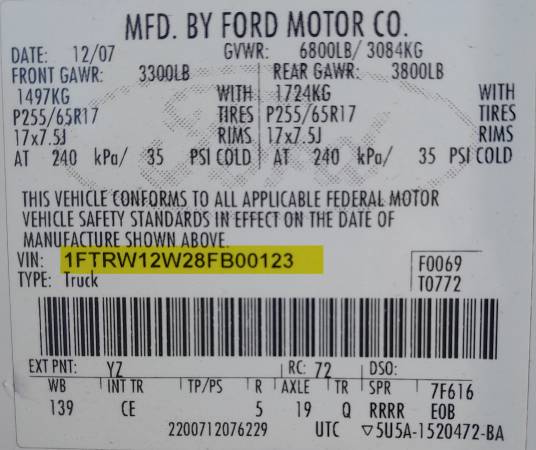 MFD. BY FORD MOTOR CO.
DATE: 12/07 GVWR: 6800LB/ 3084KG
FRONT GAWR: 3300LB REAR GAWR: 3800LB
1497KG WITH 1724KG WITH
P255/65R17 TIRES P255/65R17 TIRES
17x7.5J RIMS 17x7.5J RIMS
AT 240 kPa/ 35 PSI COLD AT 240 kPa/ 35 PSI COLD
THIS VEHICLE CONFORMS TO ALL APPLICABLE FEDERAL MOTOR
VEHICLE SAFETY STANDARDS IN EFFECT ON THE DATE OF
MANUFACTURE SHOWN ABOVE.
VIN: 1FTRW12W28FB00123 F0069
TYPE: Truck T0772
EXT PNT: YZ RC: 72 DSO:
WB INT TR TP/PS R AXLE TR SPR 7F616
139 CE 5 19 Q RRRR E0B
2200712076229 UTC ▽5U5A-1520472-BA